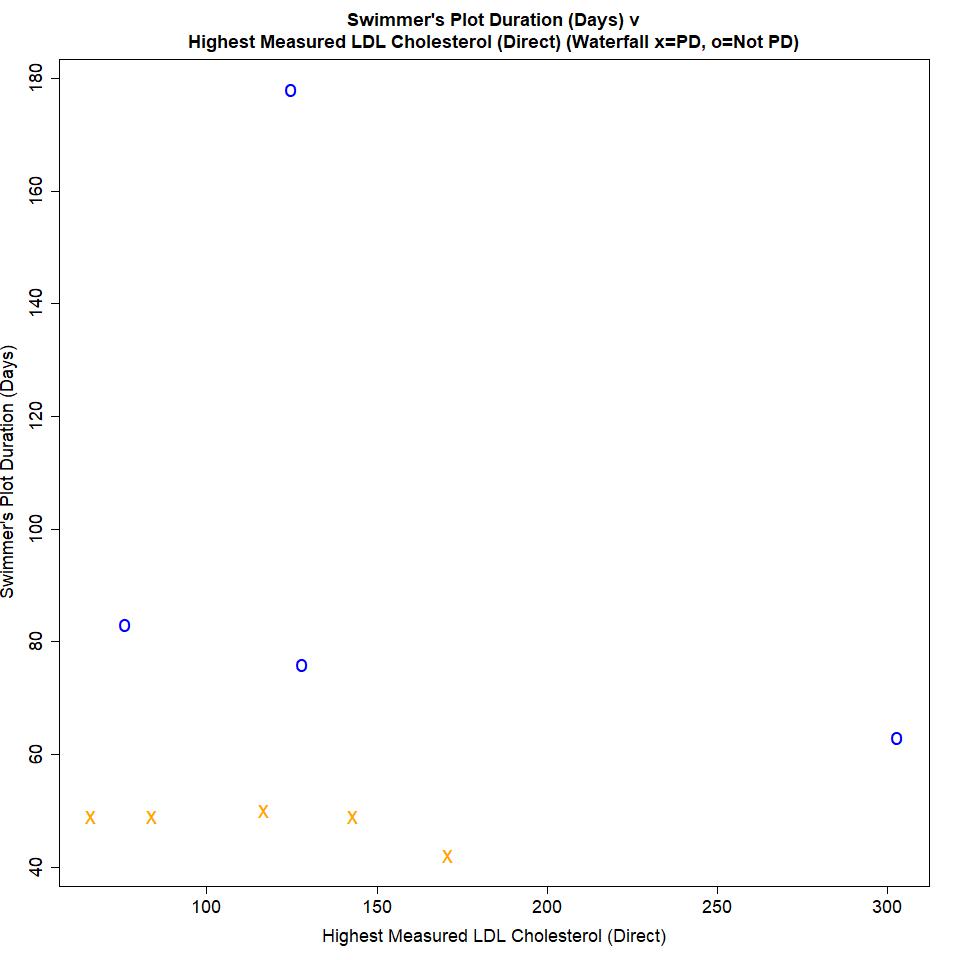 Swimmer's Plot Duration (Days) v
Highest Measured LDL Cholesterol (Direct) (Waterfall x=PD, o=Not PD)
Swimmer's Plot Duration (Days)
180
160
140
120
100
80
60
40
O
O
O
O
X
X
X
X
X
100
150
200
250
300
Highest Measured LDL Cholesterol (Direct)